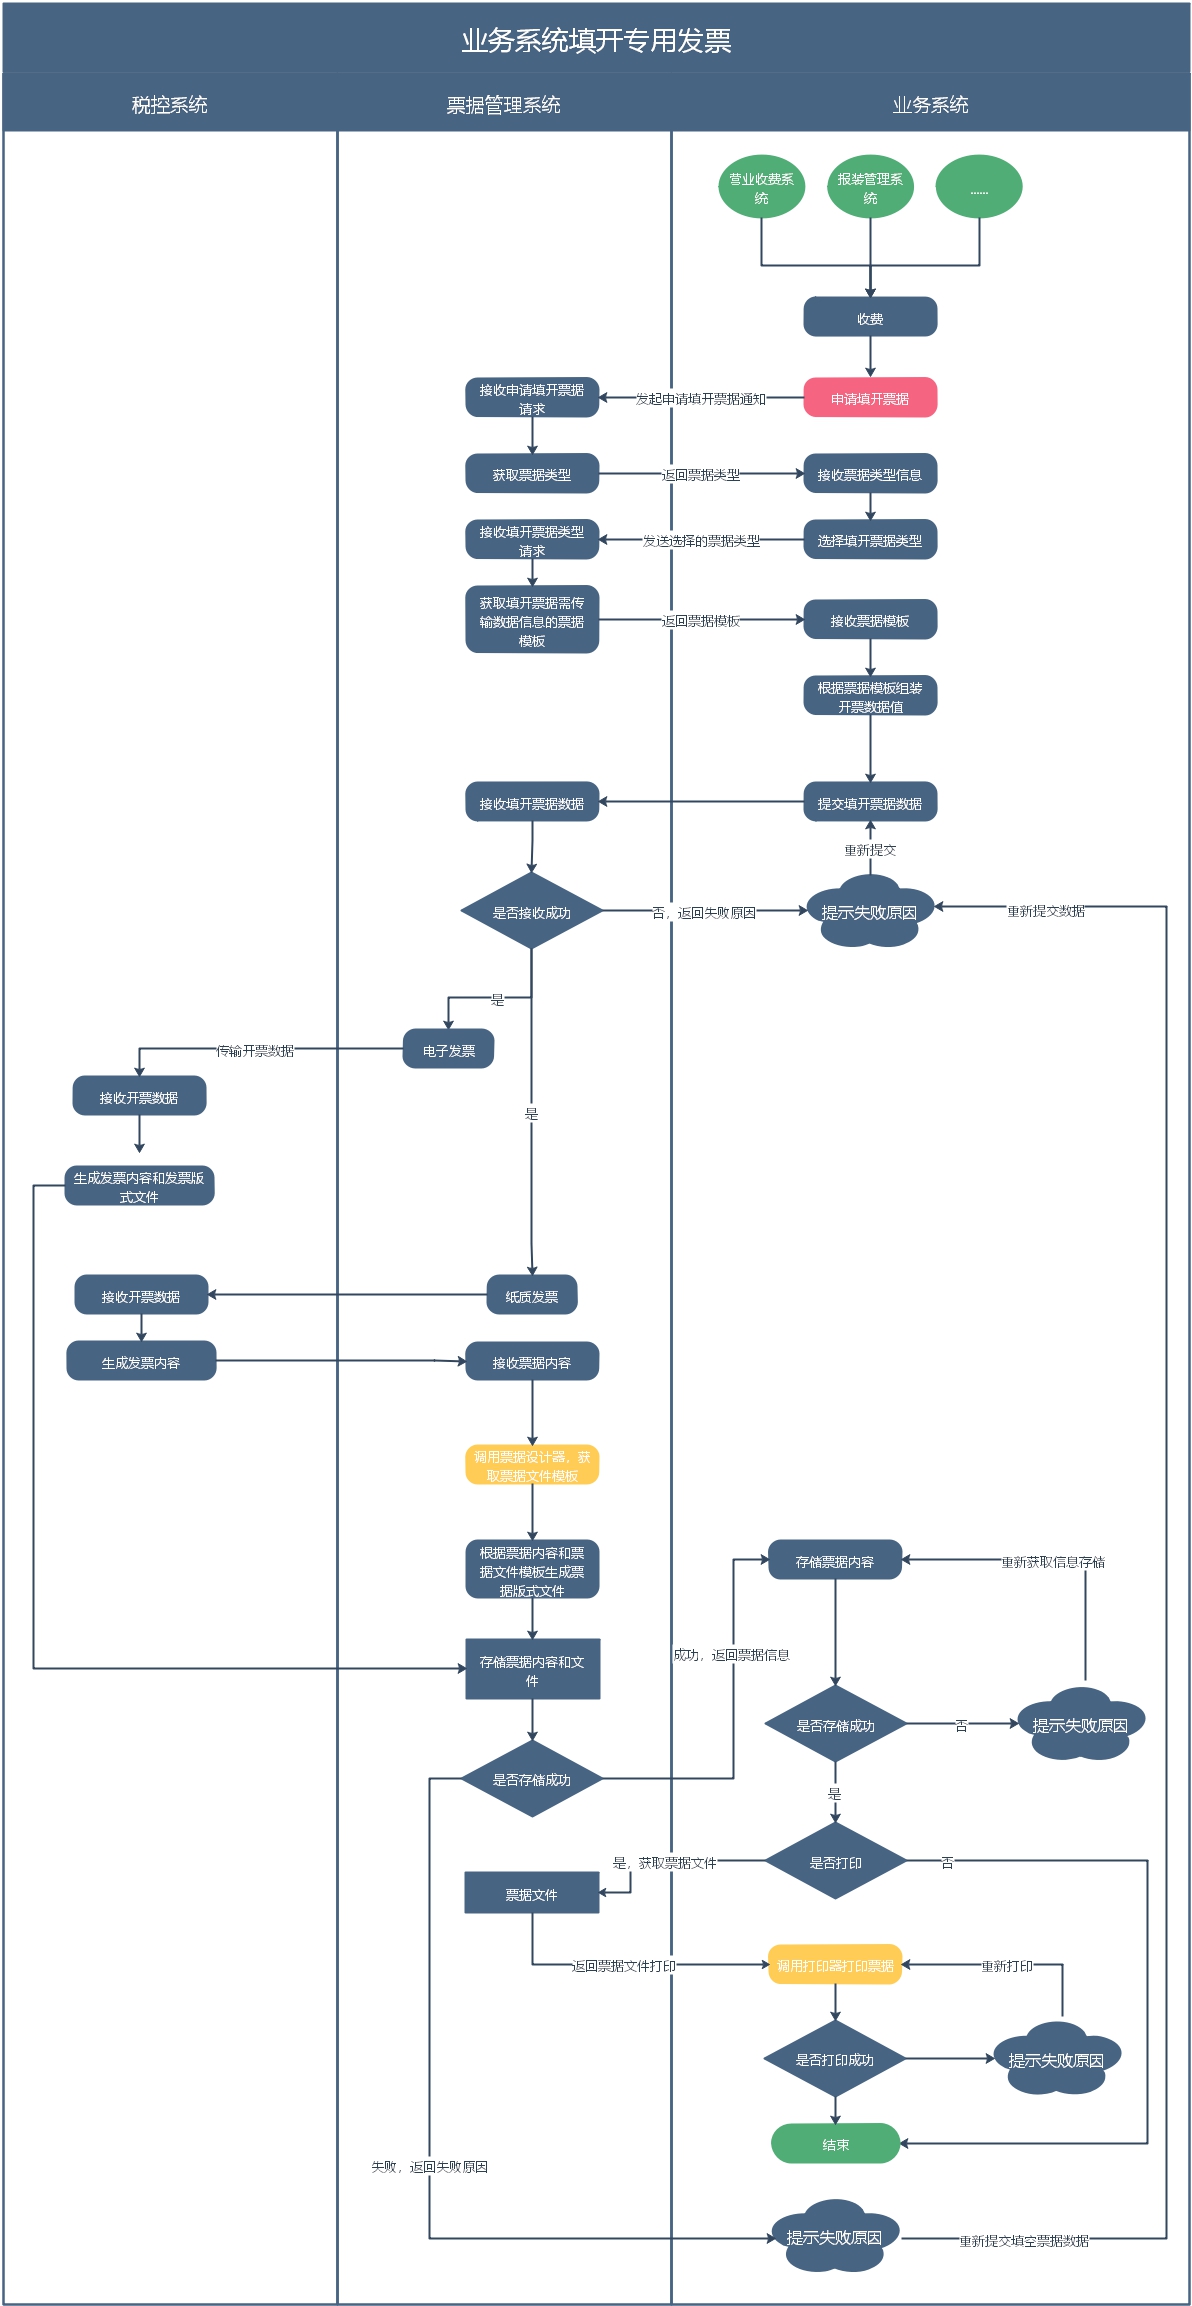 业务系统填开专用发票
税控系统
票据管理系统
业务系统
营业收费系
统
报装管理系
统
......
收费
接收申请填开票据
请求
发起申请填开票据通知
申请填开票据
获取票据类型
返回票据类型
接收票据类型信息
接收填开票据类型
请求
发送选择的票据类型
选择填开票据类型
获取填开票据需传
输数据信息的票据
模板
返回票据模板
接收票据模板
根据票据模板组装
开票数据值
接收填开票据数据
提交填开票据数据
重新提交
是否接收成功
否，返回失败原因
提示失败原因
重新提交数据
是
传输开票数据
电子发票
接收开票数据
是
生成发票内容和发票版
式文件
接收开票数据
纸质发票
生成发票内容
接收票据内容
调用票据设计器，获
取票据文件模板
根据票据内容和票
据文件模板生成票
据版式文件
存储票据内容
重新获取信息存储
成功，返回票据信息
存储票据内容和文
件
是否存储成功
否
提示失败原因
是否存储成功
是
是，获取票据文件
是否打印
否
票据文件
返回票据文件打印
调用打印器打印票据
重新打印
是否打印成功
提示失败原因
结束
失败，返回失败原因
提示失败原因
重新提交填空票据数据